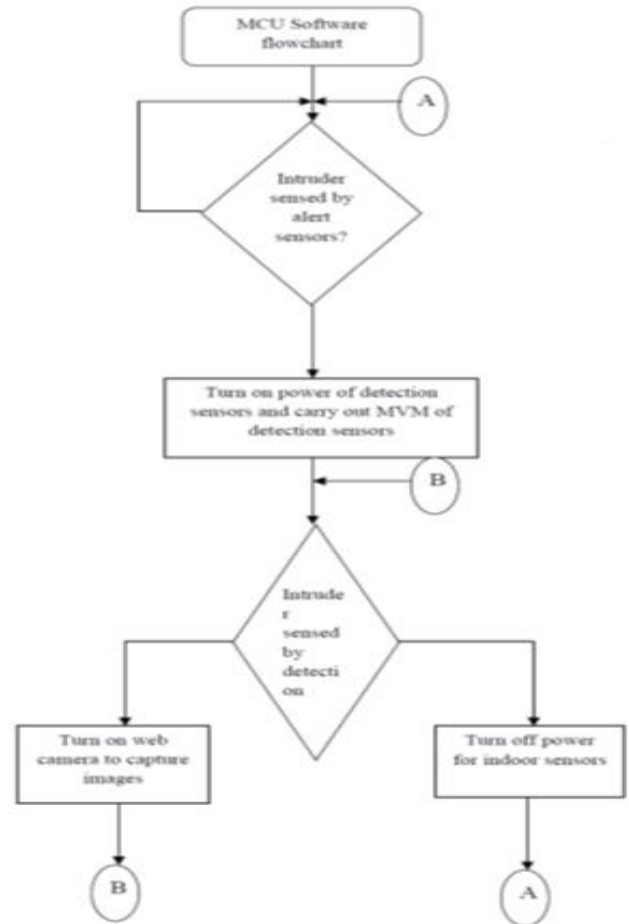 MCU Software
flowchart
A
Intruder
sensed by
alert
sensors?
Turn on power of detection
sensors and carry out MVM of
detection sensors
B
Intrude
r
sensed
by
detecti
on
Turn on web
camera to capture
images
Turn off power
for indoor sensors
B
A